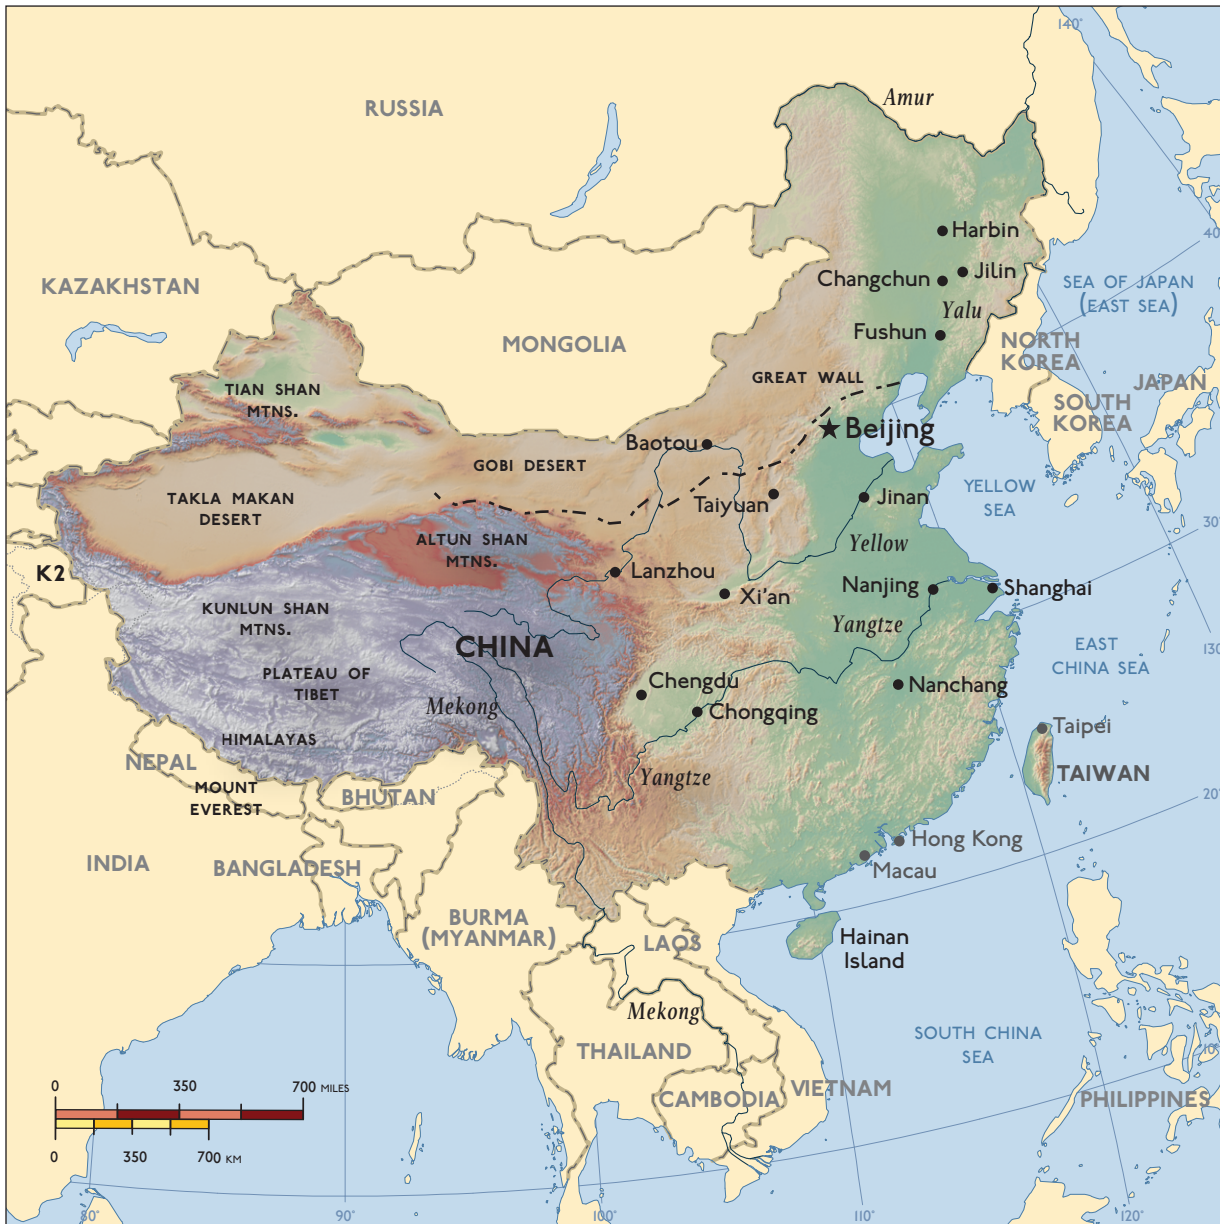 140°
Amur
RUSSIA
Harbin
40
Jilin
Changchun
SEA OF JAPAN
(EAST SEA)
KAZAKHSTAN
Yalu
Fushun
NORTH
KOREA
MONGOLIA
GREAT WALL
JAPAN
TIAN SHAN
MTNS.
SOUTH
KOREA
Beijing
Baotou
GOBI DESERT
TAKLA MAKAN
DESERT
Taiyuan
Jinan
YELLOW
SEA
30°
ALTUN SHAN
MTNS.
Yellow
K2
Lanzhou
Nanjing
Shanghai
Xi'an
KUNLUN SHAN
MTNS.
Yangtze
CHINA
EAST
CHINA SEA
130
PLATEAU OF
TIBET
Chengdu
Nanchang
Mekong
Chongqing
Taipei
HIMALAYAS
NEPAL
Yangtze
TAIWAN
MOUNT
EVEREST
BHUTAN
20°
Hong Kong
INDIA
BANGLADESH
Macau
BURMA
(MYANMAR)
LAOS
Hainan
Island
Mekong
SOUTH CHINA
SEA
THAILAND
10°
0 350 700 MILES
CAMBODIA
VIETNAM
PHILIPPINES
0 350 700 KM
80°
90°
100°
110°
120°